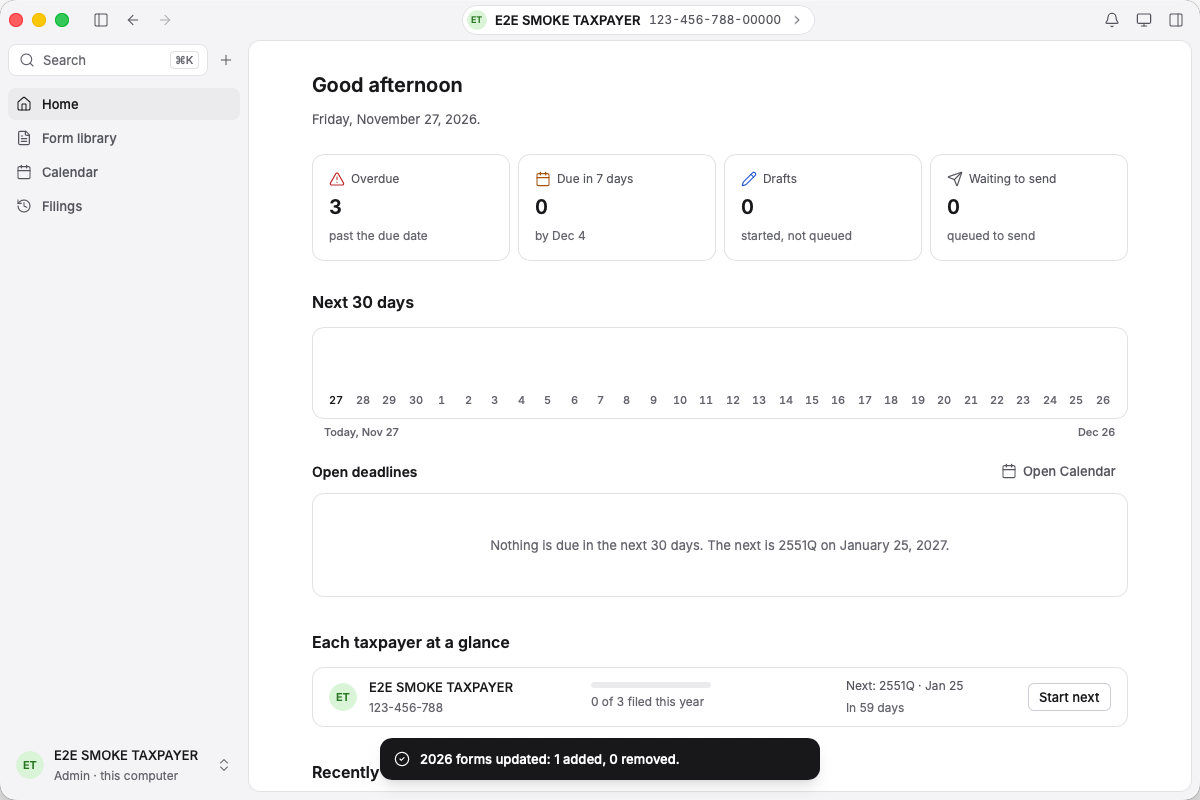 ET E2E SMOKE TAXPAYER 123-456-788-00000
Search ⌘K
Home
Form library
Calendar
Filings
Good afternoon
Friday, November 27, 2026.
Overdue
3
past the due date
Due in 7 days
0
by Dec 4
Drafts
0
started, not queued
Waiting to send
0
queued to send
Next 30 days
27 28 29 30 1 2 3 4 5 6 7 8 9 10 11 12 13 14 15 16 17 18 19 20 21 22 23 24 25 26
Today, Nov 27 Dec 26
Open deadlines Open Calendar
Nothing is due in the next 30 days. The next is 2551Q on January 25, 2027.
Each taxpayer at a glance
ET
E2E SMOKE TAXPAYER
123-456-788
0 of 3 filed this year
Next: 2551Q · Jan 25
In 59 days
Start next
Recently
2026 forms updated: 1 added, 0 removed.
ET
E2E SMOKE TAXPAYER
Admin · this computer